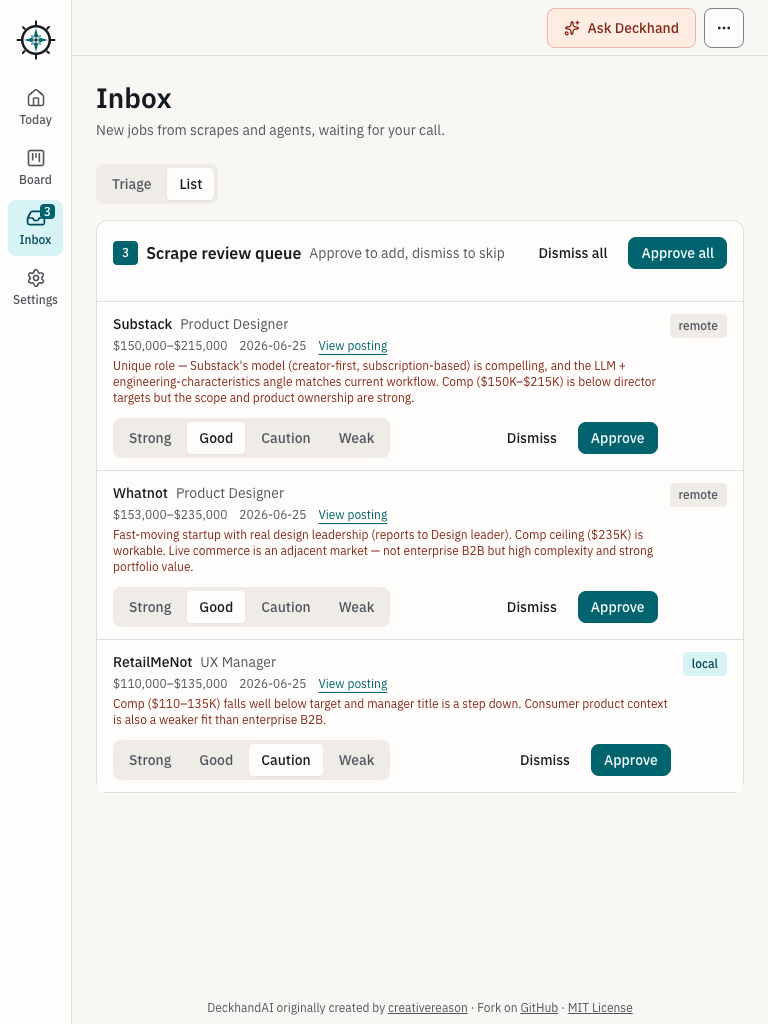 Ask Deckhand
Today
Board
3
Inbox
Settings
Inbox
New jobs from scrapes and agents, waiting for your call.
Triage List
3 Scrape review queue Approve to add, dismiss to skip Dismiss all Approve all
Substack Product Designer remote
$150,000–$215,000 2026-06-25 View posting
Unique role — Substack's model (creator-first, subscription-based) is compelling, and the LLM +
engineering-characteristics angle matches current workflow. Comp ($150K–$215K) is below director
targets but the scope and product ownership are strong.
Strong Good Caution Weak Dismiss Approve
Whatnot Product Designer remote
$153,000–$235,000 2026-06-25 View posting
Fast-moving startup with real design leadership (reports to Design leader). Comp ceiling ($235K) is
workable. Live commerce is an adjacent market — not enterprise B2B but high complexity and strong
portfolio value.
Strong Good Caution Weak Dismiss Approve
RetailMeNot UX Manager local
$110,000–$135,000 2026-06-25 View posting
Comp ($110–135K) falls well below target and manager title is a step down. Consumer product context
is also a weaker fit than enterprise B2B.
Strong Good Caution Weak Dismiss Approve
DeckhandAI originally created by creativereason · Fork on GitHub · MIT License